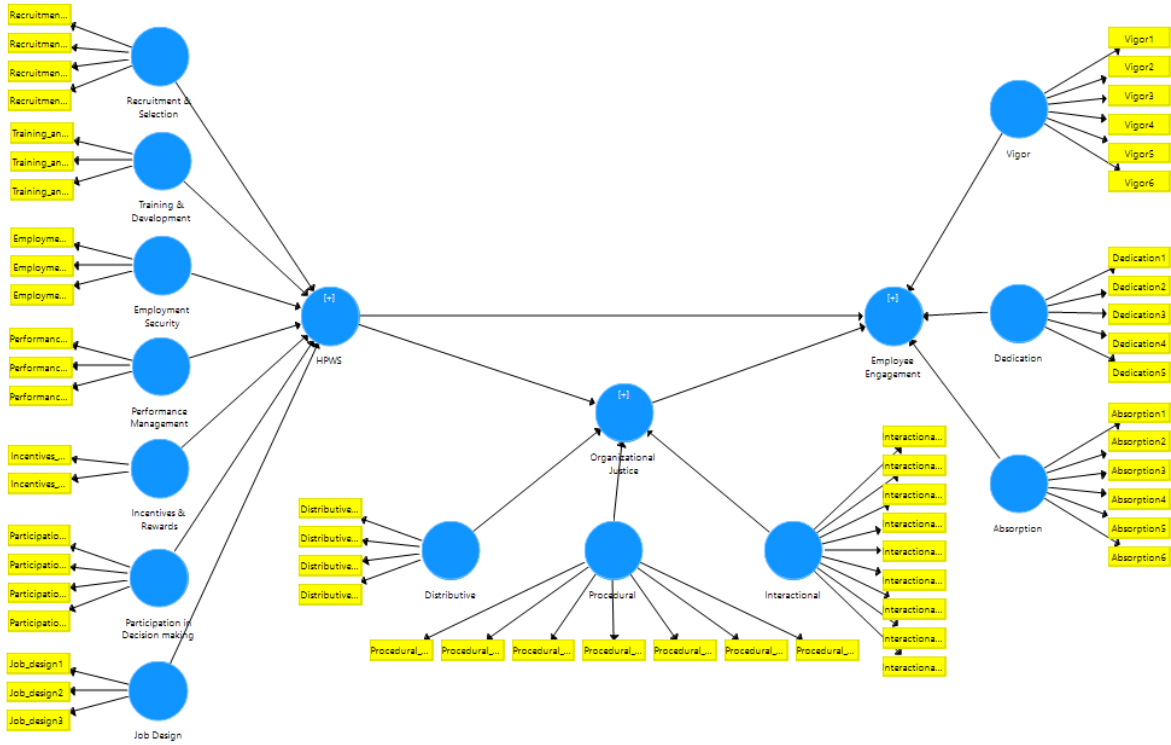 Recruitmen...
Recruitmen...
Recruitmen...
Recruitmen...
Recruitment &
Selection
Training_an...
Training_an...
Training_an...
Training &
Development
Employme...
Employme...
Employme...
Employment
Security
Performanc...
Performanc...
Performanc...
Performance
Management
Incentives_...
Incentives_...
Incentives &
Rewards
Participatio...
Participatio...
Participatio...
Participatio...
Participation in
Decision making
Job_design1
Job_design2
Job_design3
Job Design
[+]
HPWS
[+]
Organizational
Justice
Distributive...
Distributive...
Distributive...
Distributive...
Distributive
Procedural
Procedural_...
Procedural_...
Procedural_...
Procedural_...
Procedural_...
Procedural_...
Procedural_...
Interactional
Interactiona...
Interactiona...
Interactiona...
Interactiona...
Interactiona...
Interactiona...
Interactiona...
Interactiona...
Interactiona...
[+]
Employee
Engagement
Vigor
Vigor1
Vigor2
Vigor3
Vigor4
Vigor5
Vigor6
Dedication
Dedication1
Dedication2
Dedication3
Dedication4
Dedication5
Absorption
Absorption1
Absorption2
Absorption3
Absorption4
Absorption5
Absorption6